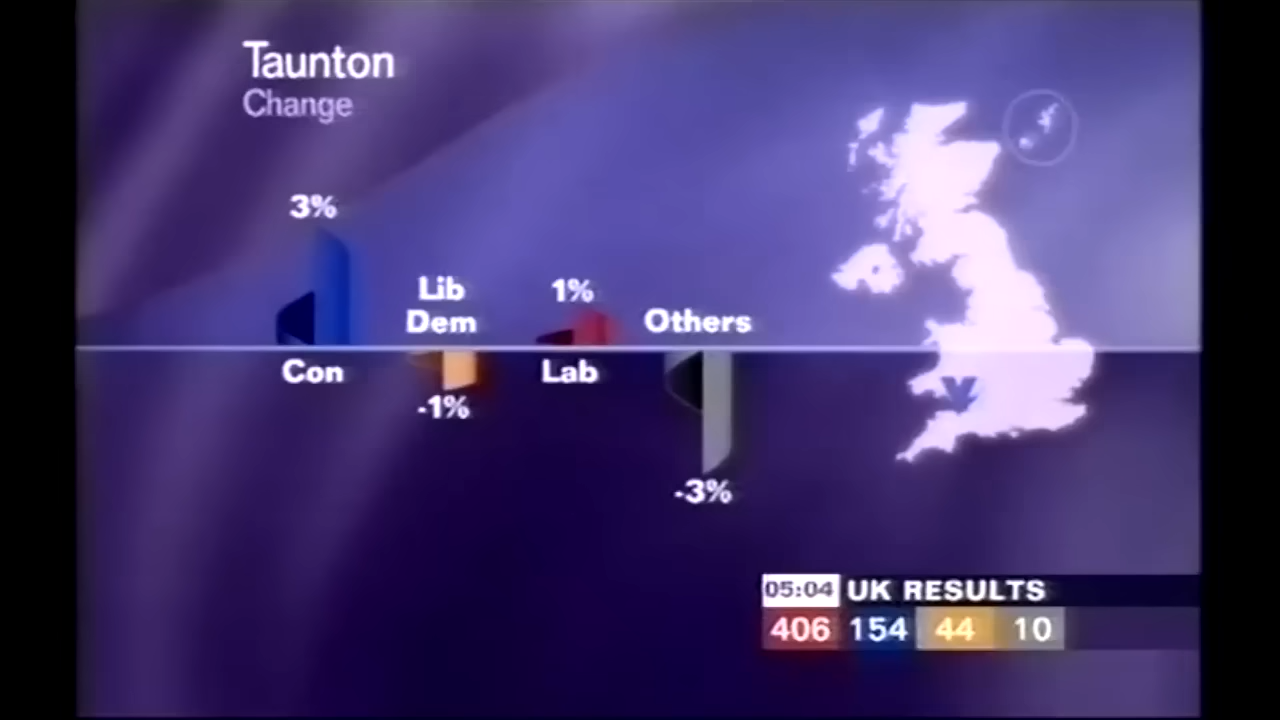 Taunton
Change
3%
Lib
Dem
1%
Others
Con
Lab
-1%
-3%
05:04 UK RESULTS
406 154 44 10